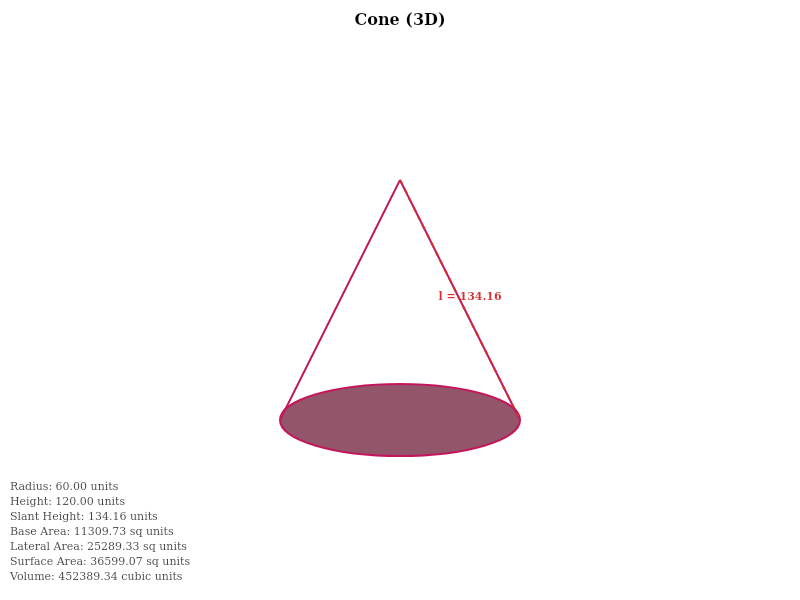 Cone (3D)
l = 134.16
Radius: 60.00 units
Height: 120.00 units
Slant Height: 134.16 units
Base Area: 11309.73 sq units
Lateral Area: 25289.33 sq units
Surface Area: 36599.07 sq units
Volume: 452389.34 cubic units